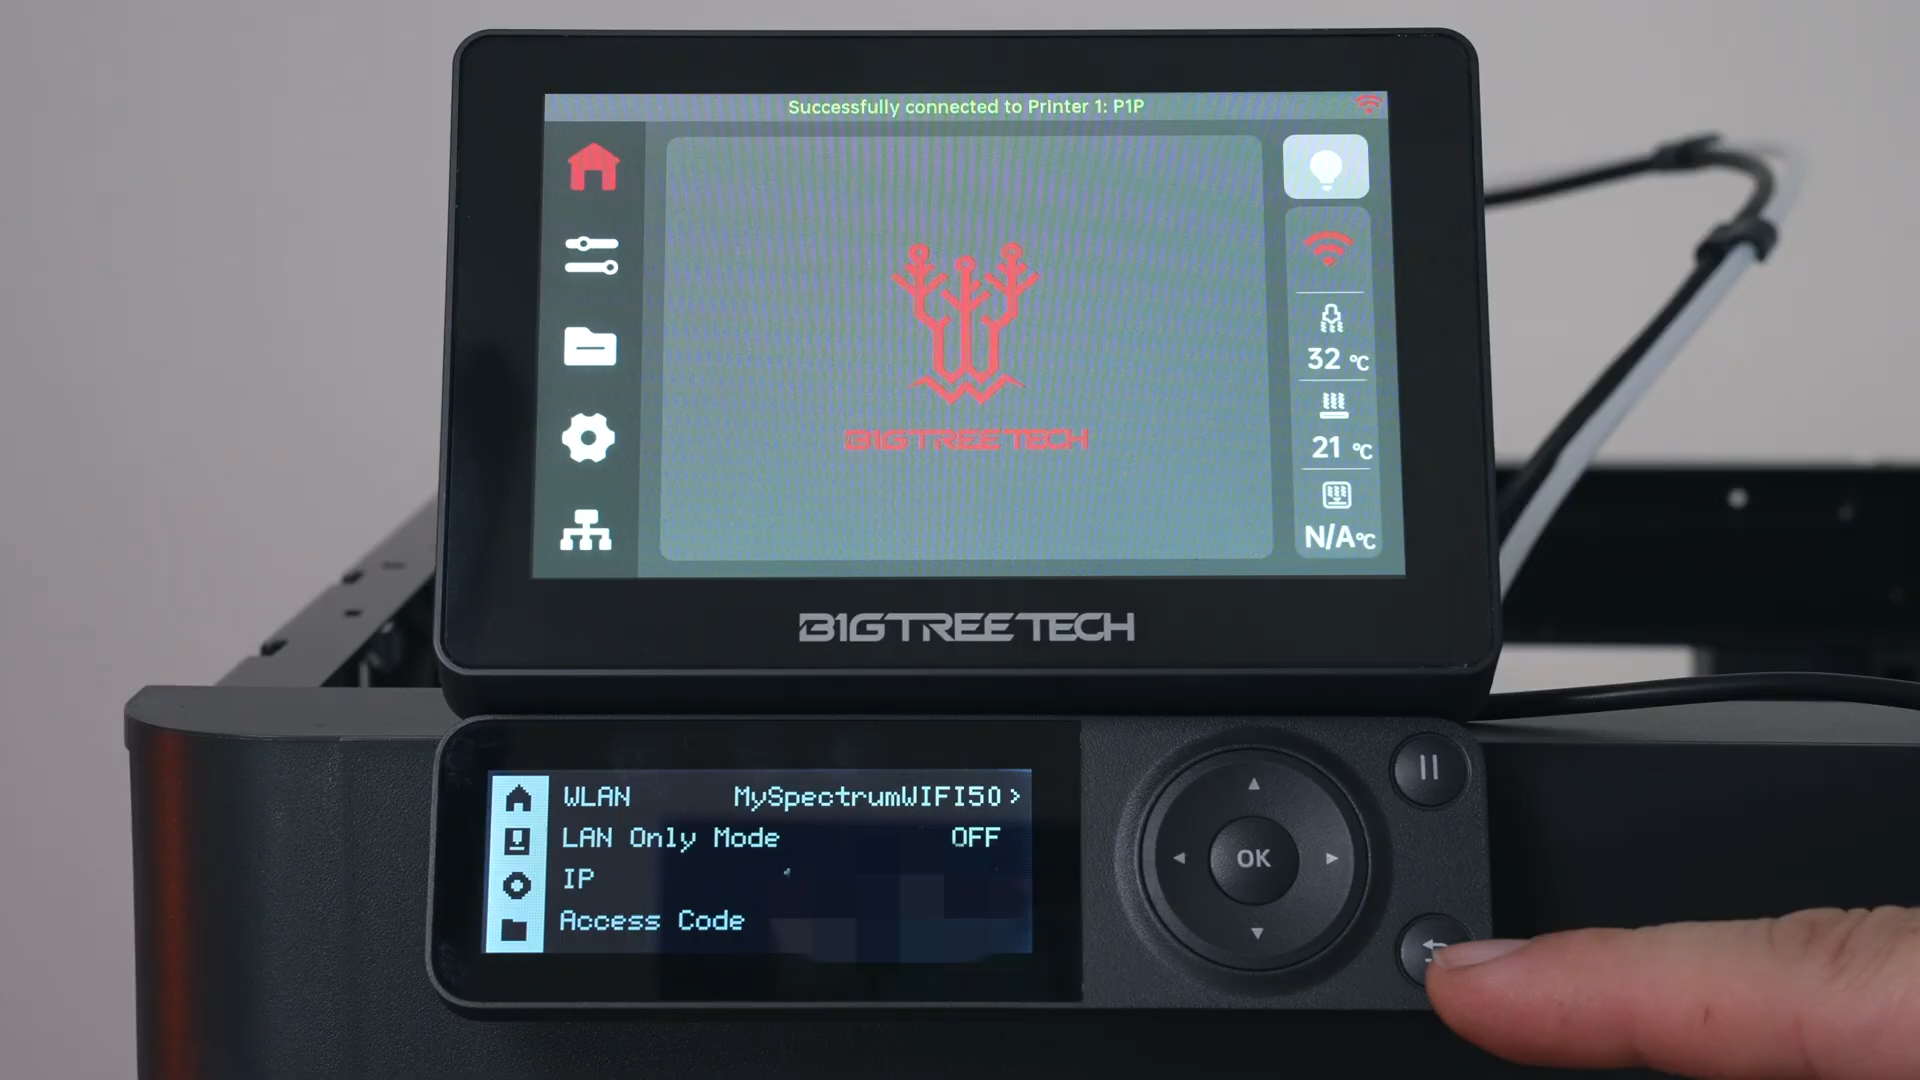 Successfully connected to Printer 1: P1P
32 °C
21 °C
N/A°C
BIGTREETECH
BIGTREETECH
WLAN MySpectrumWIFI50 >
LAN Only Mode OFF
IP
Access Code
OK